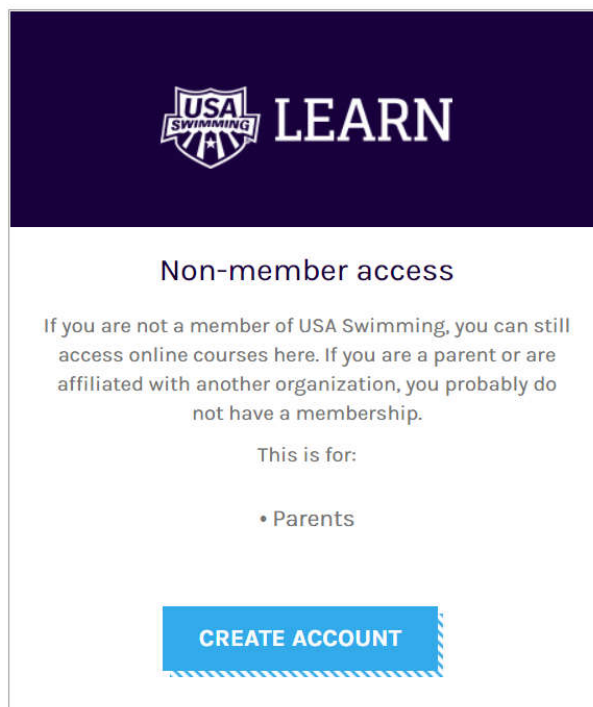 USA
SWIMMING
LEARN
Non-member access
If you are not a member of USA Swimming, you can still
access online courses here. If you are a parent or are
affiliated with another organization, you probably do
not have a membership.
This is for:
• Parents
CREATE ACCOUNT